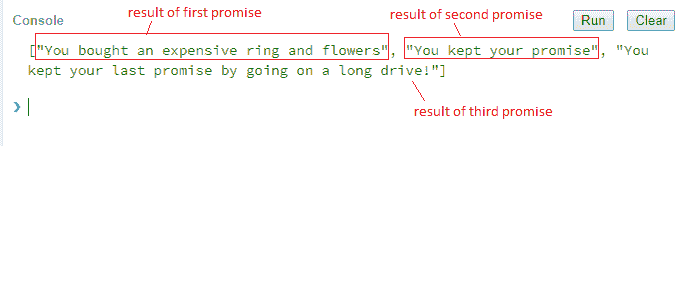 result of first promise
result of second promise
Console
Run
Clear
["You bought an expensive ring and flowers", "You kept your promise", "You
kept your last promise by going on a long drive!"]
result of third promise